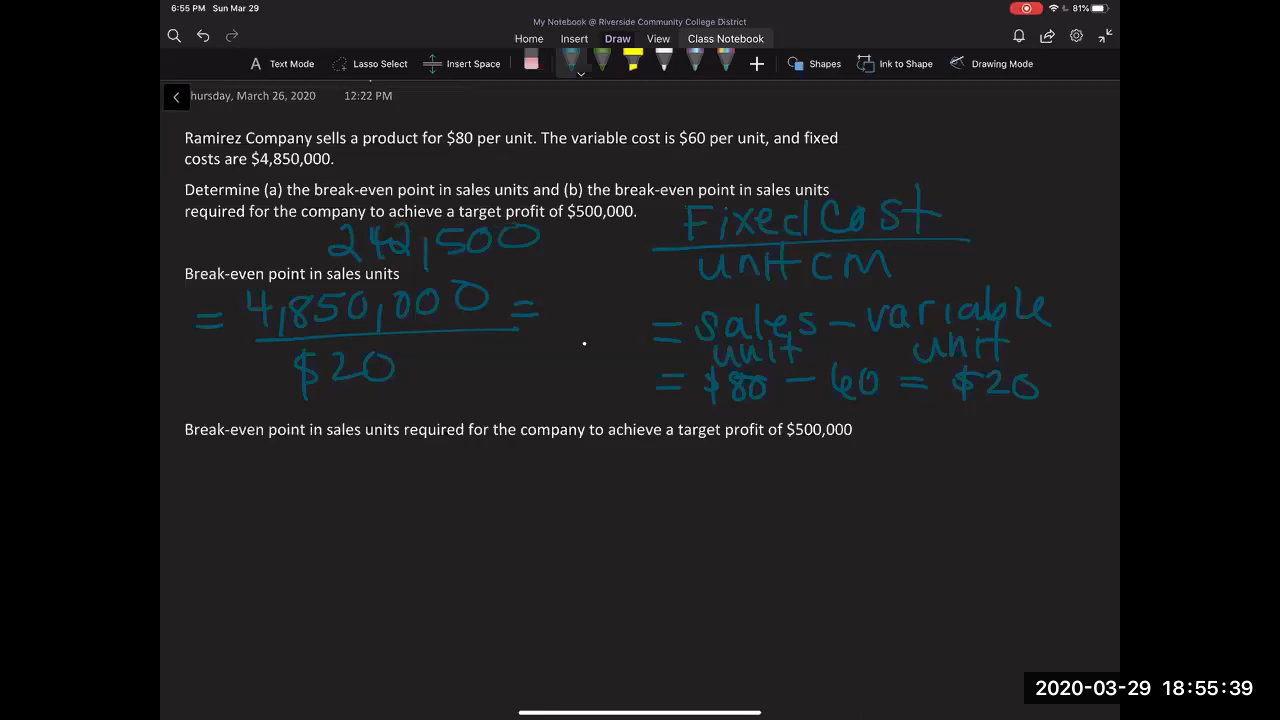 6:55 PM Sun Mar 29
81%
My Notebook @ Riverside Community College District
Home Insert Draw View Class Notebook
Text Mode Lasso Select Insert Space Shapes Ink to Shape Drawing Mode
hursday, March 26, 2020 12:22 PM
Ramirez Company sells a product for $80 per unit. The variable cost is $60 per unit, and fixed
costs are $4,850,000.
Determine (a) the break-even point in sales units and (b) the break-even point in sales units
required for the company to achieve a target profit of $500,000.
Fixed Cost
unit CM
242,500
Break-even point in sales units
= 4,850,000 =
$20
= sales - variable
unit unit
= $80 - 60 = $20
Break-even point in sales units required for the company to achieve a target profit of $500,000
2020-03-29 18:55:39